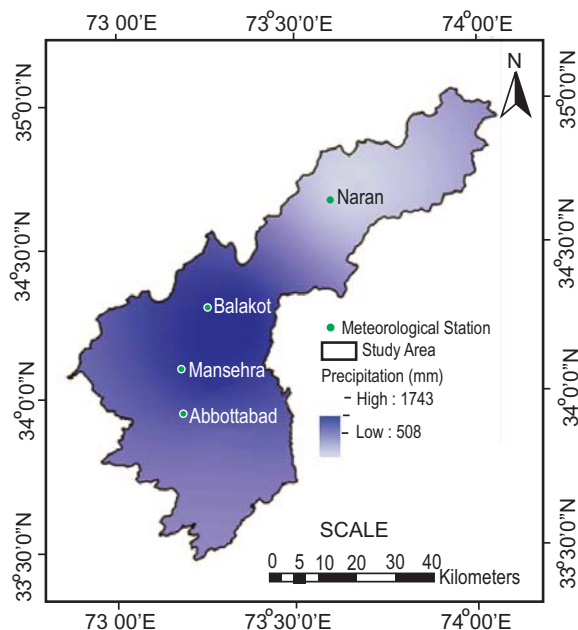 73 00'E 73°30'E 74°00'E
N
35°0'0"N 35°0'0"N
Naran
34°30'0"N 34°30'0"N
Balakot
Meteorological Station
Study Area
Mansehra
Precipitation (mm)
High : 1743
34°0'0"N 34°0'0"N
Abbottabad
Low : 508
SCALE
33°30'0"N 33°30'0"N
0 5 10 20 30 40
Kilometers
73 00'E 73°30'E 74°00'E